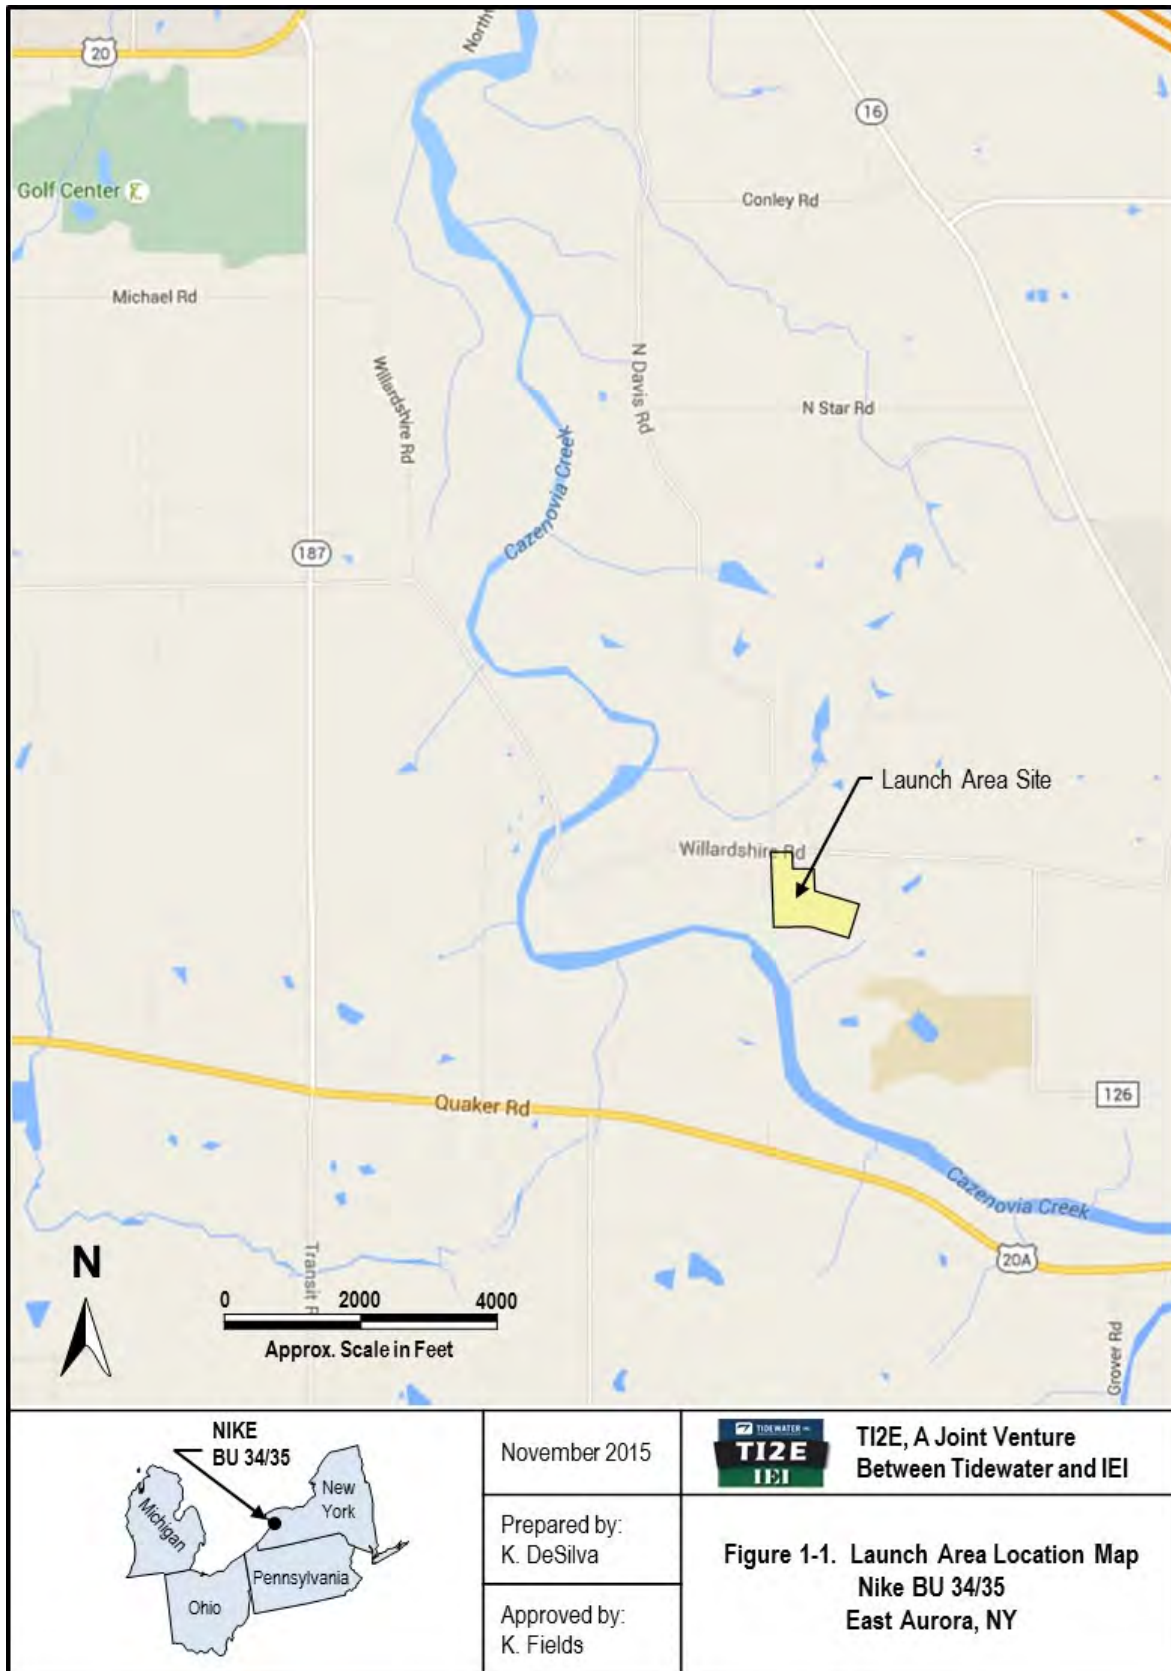 North
20
16
Golf Center
Conley Rd
Michael Rd
Willardshire Rd
N Davis Rd
N Star Rd
Cazenovia Creek
187
Launch Area Site
Willardshire Rd
Quaker Rd
126
Cazenovia Creek
20A
Transit R
Grover Rd
N
0 2000 4000
Approx. Scale in Feet
NIKE
BU 34/35
Michigan
New
York
Pennsylvania
Ohio
November 2015
Prepared by:
K. DeSilva
Approved by:
K. Fields
TIDEWATER INC
TI2E
IEI
TI2E, A Joint Venture
Between Tidewater and IEI
Figure 1-1. Launch Area Location Map
Nike BU 34/35
East Aurora, NY